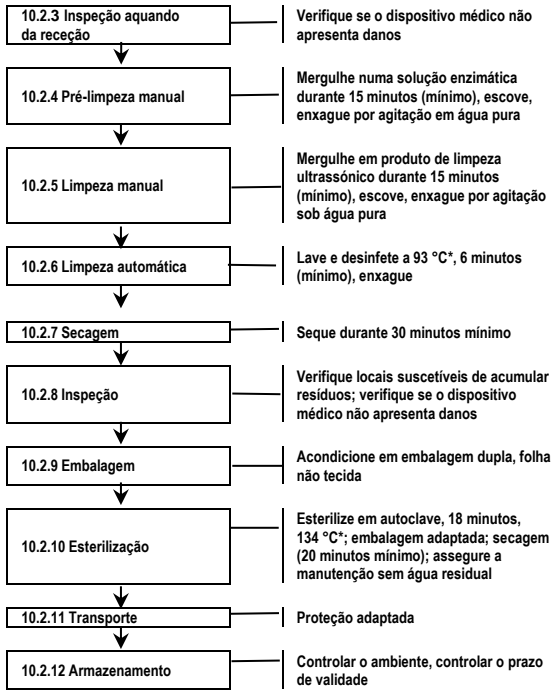 10.2.3 Inspeção aquando
da receção
Verifique se o dispositivo médico não
apresenta danos
10.2.4 Pré-limpeza manual
Mergulhe numa solução enzimática
durante 15 minutos (mínimo), escove,
enxague por agitação em água pura
10.2.5 Limpeza manual
Mergulhe em produto de limpeza
ultrassónico durante 15 minutos
(mínimo), escove, enxague por agitação
sob água pura
10.2.6 Limpeza automática
Lave e desinfete a 93 °C*, 6 minutos
(mínimo), enxague
10.2.7 Secagem
Seque durante 30 minutos mínimo
10.2.8 Inspeção
Verifique locais suscetíveis de acumular
resíduos; verifique se o dispositivo
médico não apresenta danos
10.2.9 Embalagem
Acondicione em embalagem dupla, folha
não tecida
10.2.10 Esterilização
Esterilize em autoclave, 18 minutos,
134 °C*; embalagem adaptada; secagem
(20 minutos mínimo); assegure a
manutenção sem água residual
10.2.11 Transporte
Proteção adaptada
10.2.12 Armazenamento
Controlar o ambiente, controlar o prazo
de validade